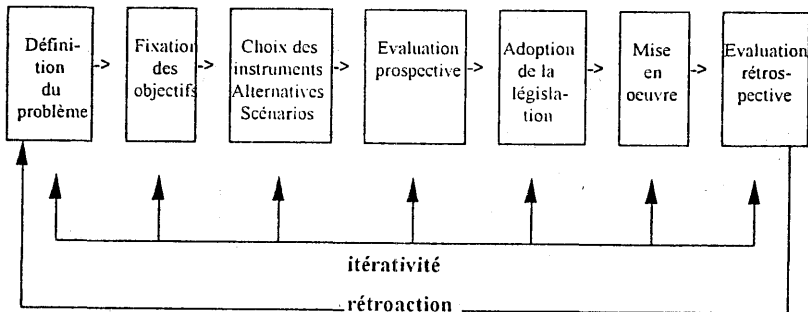 Défini-
tion
du
problème
->
Fixation
des
objectifs
->
Choix des
instruments
Alternatives
Scénarios
->
Evaluation
prospective
->
Adoption
de la
législa-
tion
->
Mise
en
oeuvre
->
Evaluation
rétros-
pective
itérativité
rétroaction